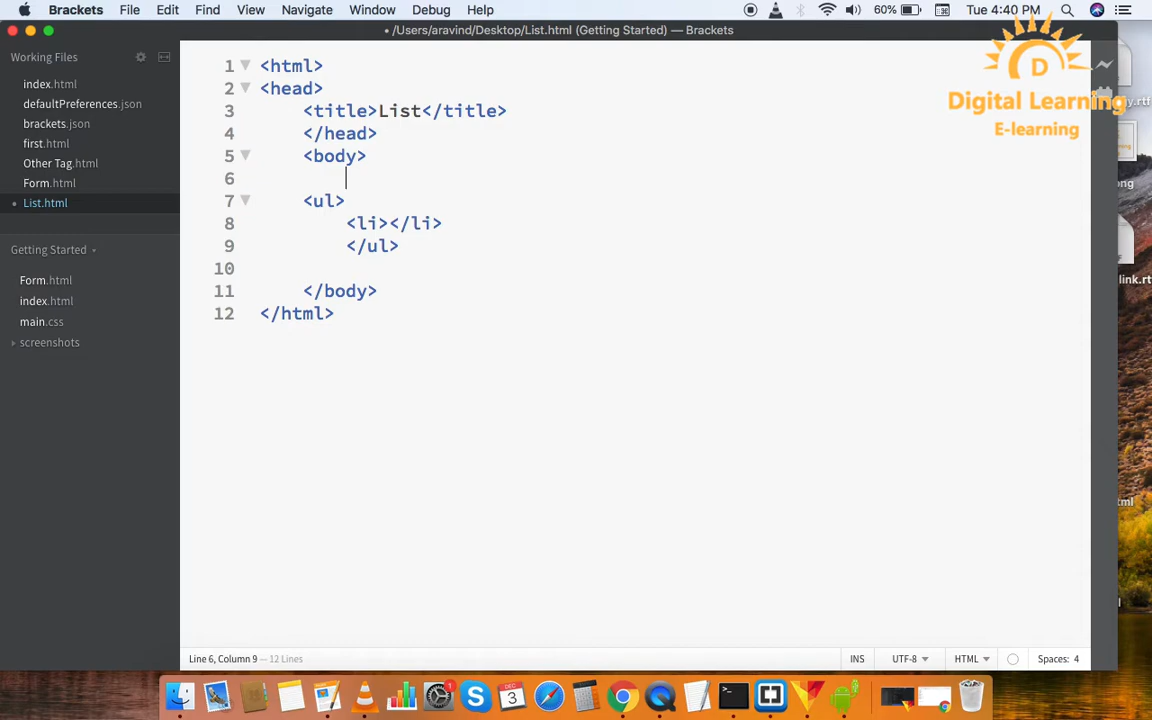 Brackets File Edit Find View Navigate Window Debug Help 60% Tue 4:40 PM
• /Users/aravind/Desktop/List.html (Getting Started) — Brackets
Working Files
index.html
defaultPreferences.json
brackets.json
first.html
Other Tag.html
Form.html
• List.html
Getting Started
Form.html
index.html
main.css
screenshots
1 <html>
2 <head>
3 <title>List</title>
4 </head>
5 <body>
6
7 <ul>
8 <li></li>
9 </ul>
10
11 </body>
12 </html>
D
Digital Learning
E-learning
link.rt
Line 6, Column 9 — 12 Lines
INS UTF-8 HTML Spaces: 4
DEC
3